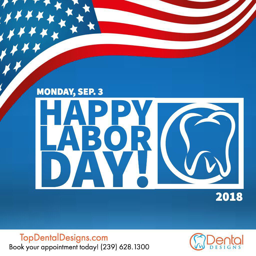 MONDAY, SEP. 3
HAPPY
LABOR
DAY!
2018
TopDentalDesigns.com
Book your appointment today! (239) 628.1300
Dental
DESIGNS